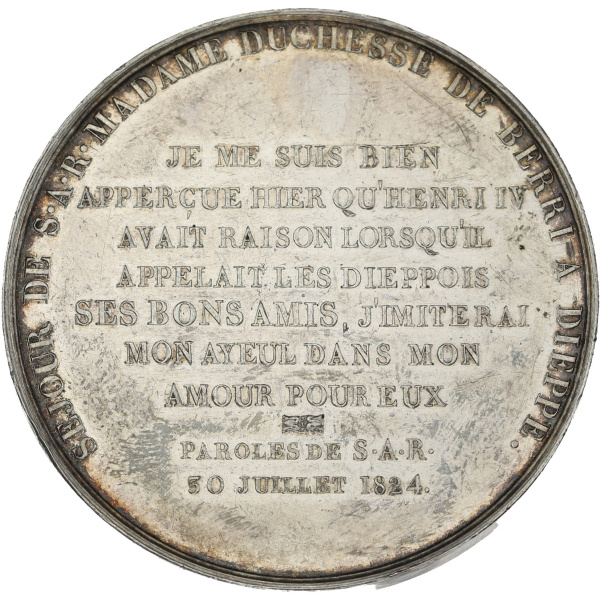 SEJOUR DE S·A·R·MADAME DUCHESSE DE BERRI A DIEPPE.
JE ME SUIS BIEN
APPERÇUE HIER QU'HENRI IV
AVAIT RAISON LORSQU'IL
APPELAIT LES DIEPPOIS
SES BONS AMIS, J'IMITERAI
MON AYEUL DANS MON
AMOUR POUR EUX
PAROLES DE S·A·R·
30 JUILLET 1824.